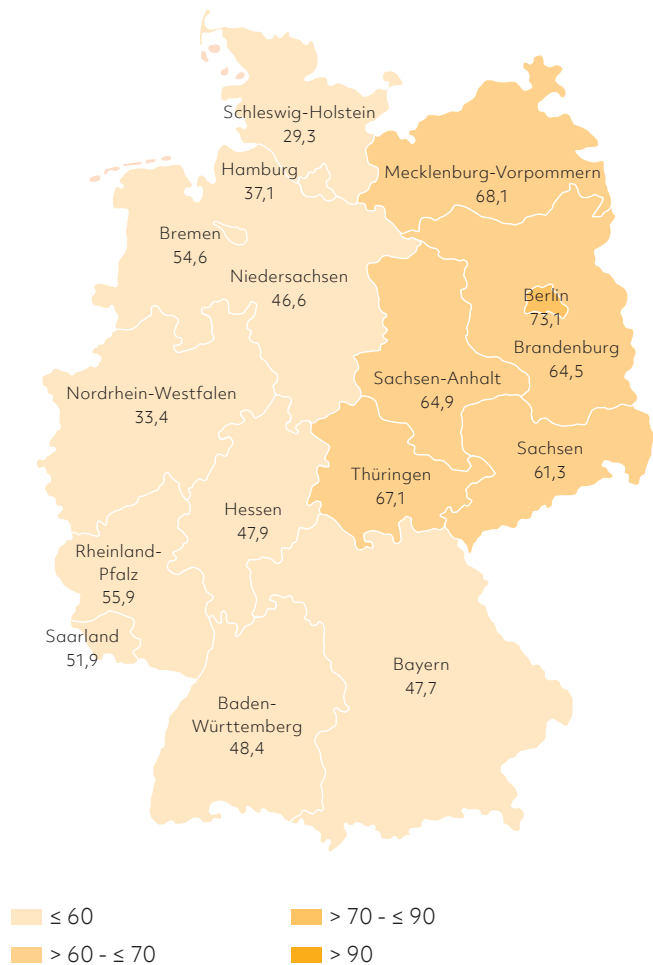 Schleswig-Holstein
29,3
Hamburg
37,1
Mecklenburg-Vorpommern
68,1
Bremen
54,6
Niedersachsen
46,6
Berlin
73,1
Brandenburg
64,5
Sachsen-Anhalt
64,9
Nordrhein-Westfalen
33,4
Sachsen
61,3
Thüringen
67,1
Hessen
47,9
Rheinland-
Pfalz
55,9
Saarland
51,9
Bayern
47,7
Baden-
Württemberg
48,4
≤ 60
> 60 - ≤ 70
> 70 - ≤ 90
> 90